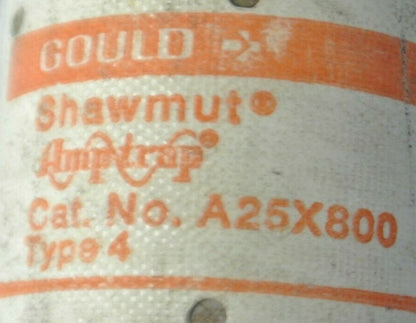 GOULD
Shawmut®
Amp-trap®
Cat. No. A25X800
Type 4